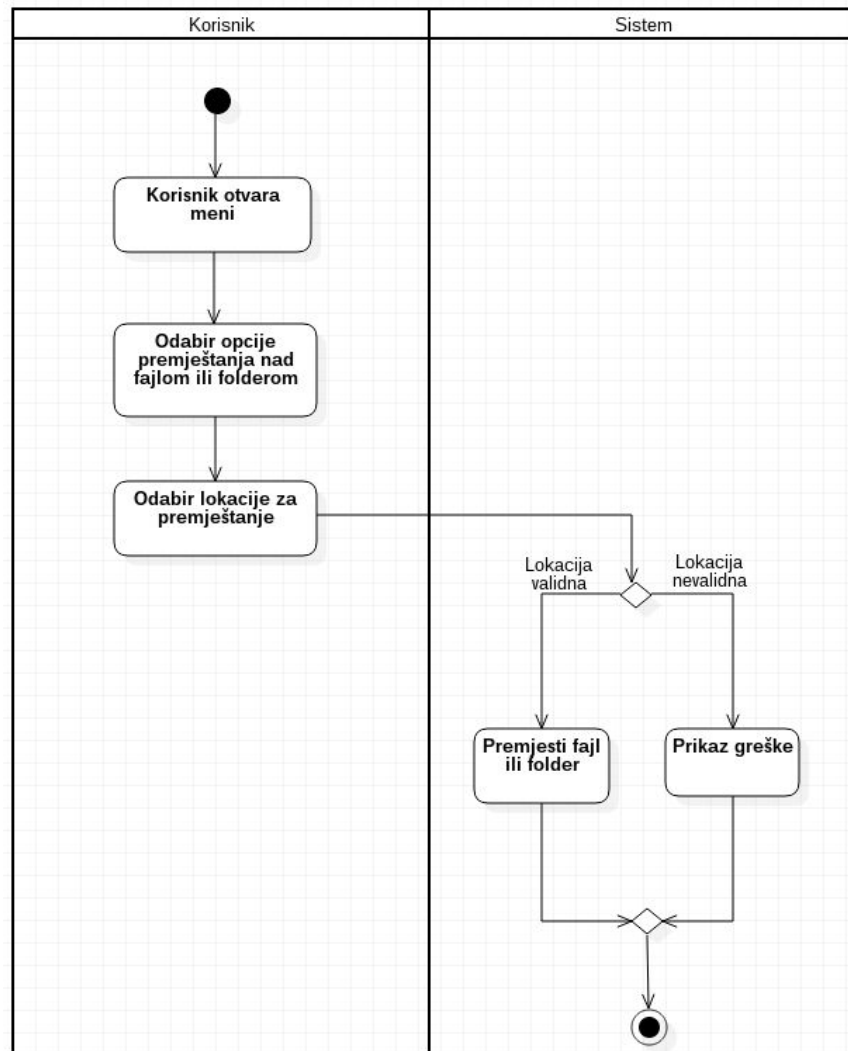 Korisnik
Sistem
Korisnik otvara
meni
Odabir opcije
premještanja nad
fajlom ili folderom
Odabir lokacije za
premještanje
Lokacija
validna
Lokacija
nevalidna
Premjesti fajl
ili folder
Prikaz greške